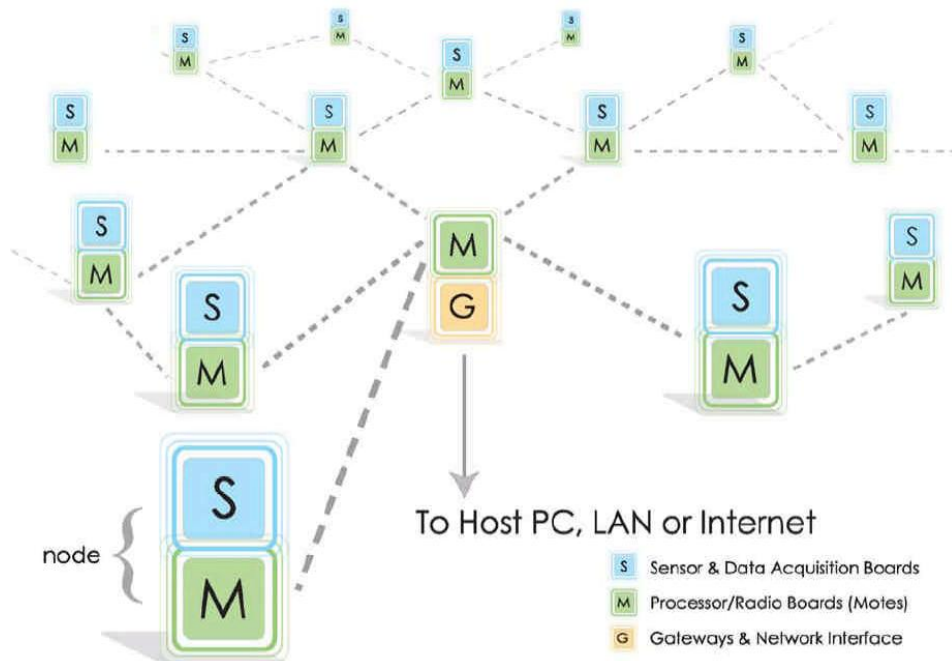 S
M
S
M
S
M
S
M
S
M
S
M
S
M
S
M
S
M
S
M
M
G
S
M
S
M
S
M
To Host PC, LAN or Internet
node
S
M
S Sensor & Data Acquisition Boards
M Processor/Radio Boards (Motes)
G Gateways & Network Interface